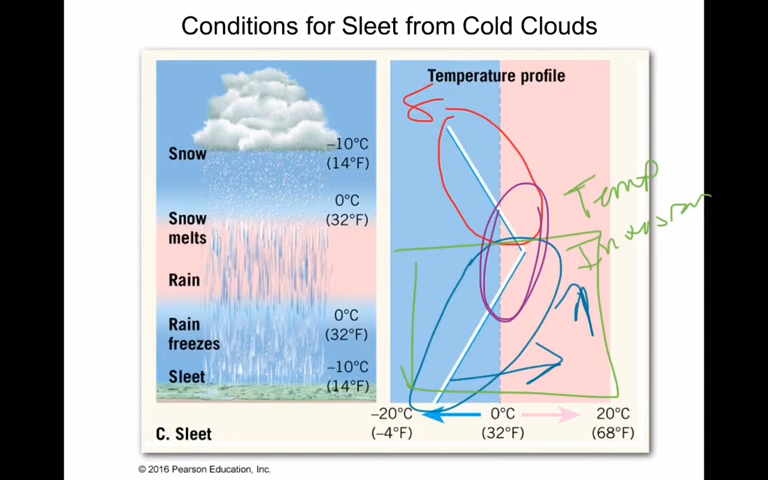 Conditions for Sleet from Cold Clouds
Temperature profile
Snow
–10°C
(14°F)
0°C
(32°F)
Snow
melts
Rain
Rain
freezes
0°C
(32°F)
Sleet
–10°C
(14°F)
Temp
–20°C
(–4°F)
0°C
(32°F)
20°C
(68°F)
C. Sleet
© 2016 Pearson Education, Inc.